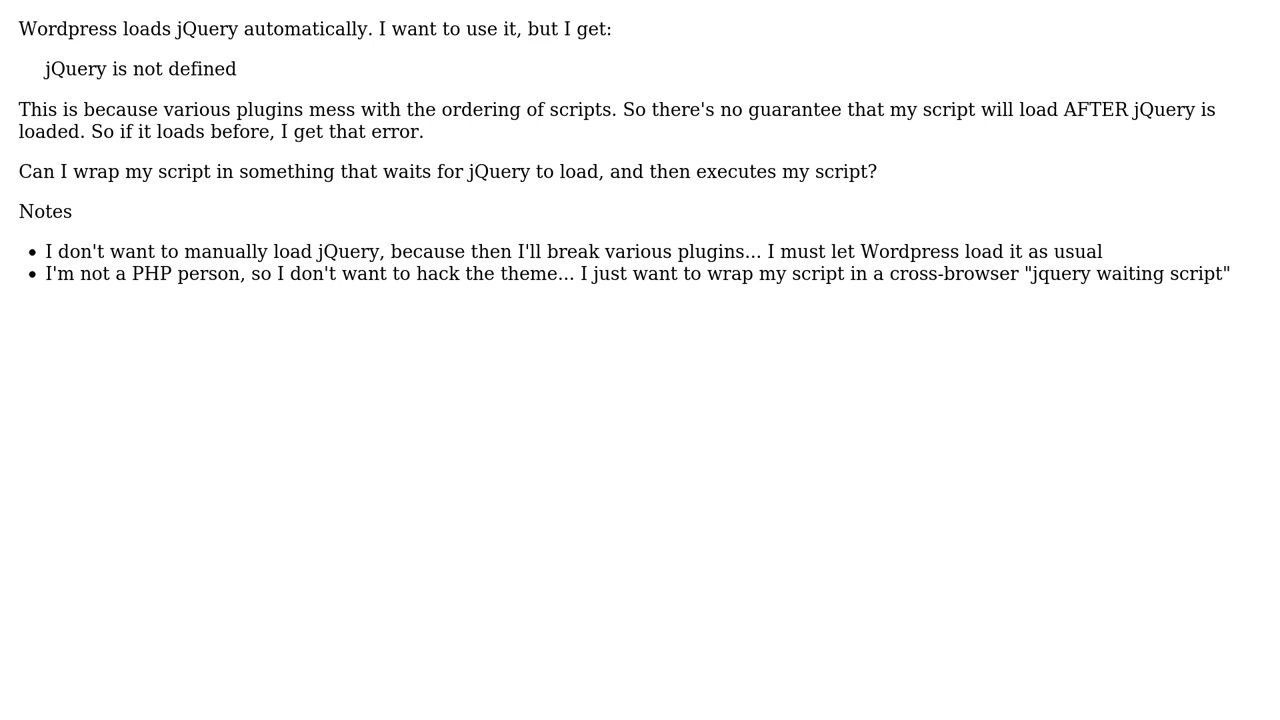 Wordpress loads jQuery automatically. I want to use it, but I get:
jQuery is not defined
This is because various plugins mess with the ordering of scripts. So there's no guarantee that my script will load AFTER jQuery is
loaded. So if it loads before, I get that error.
Can I wrap my script in something that waits for jQuery to load, and then executes my script?
Notes
• I don't want to manually load jQuery, because then I'll break various plugins... I must let Wordpress load it as usual
• I'm not a PHP person, so I don't want to hack the theme... I just want to wrap my script in a cross-browser "jquery waiting script"